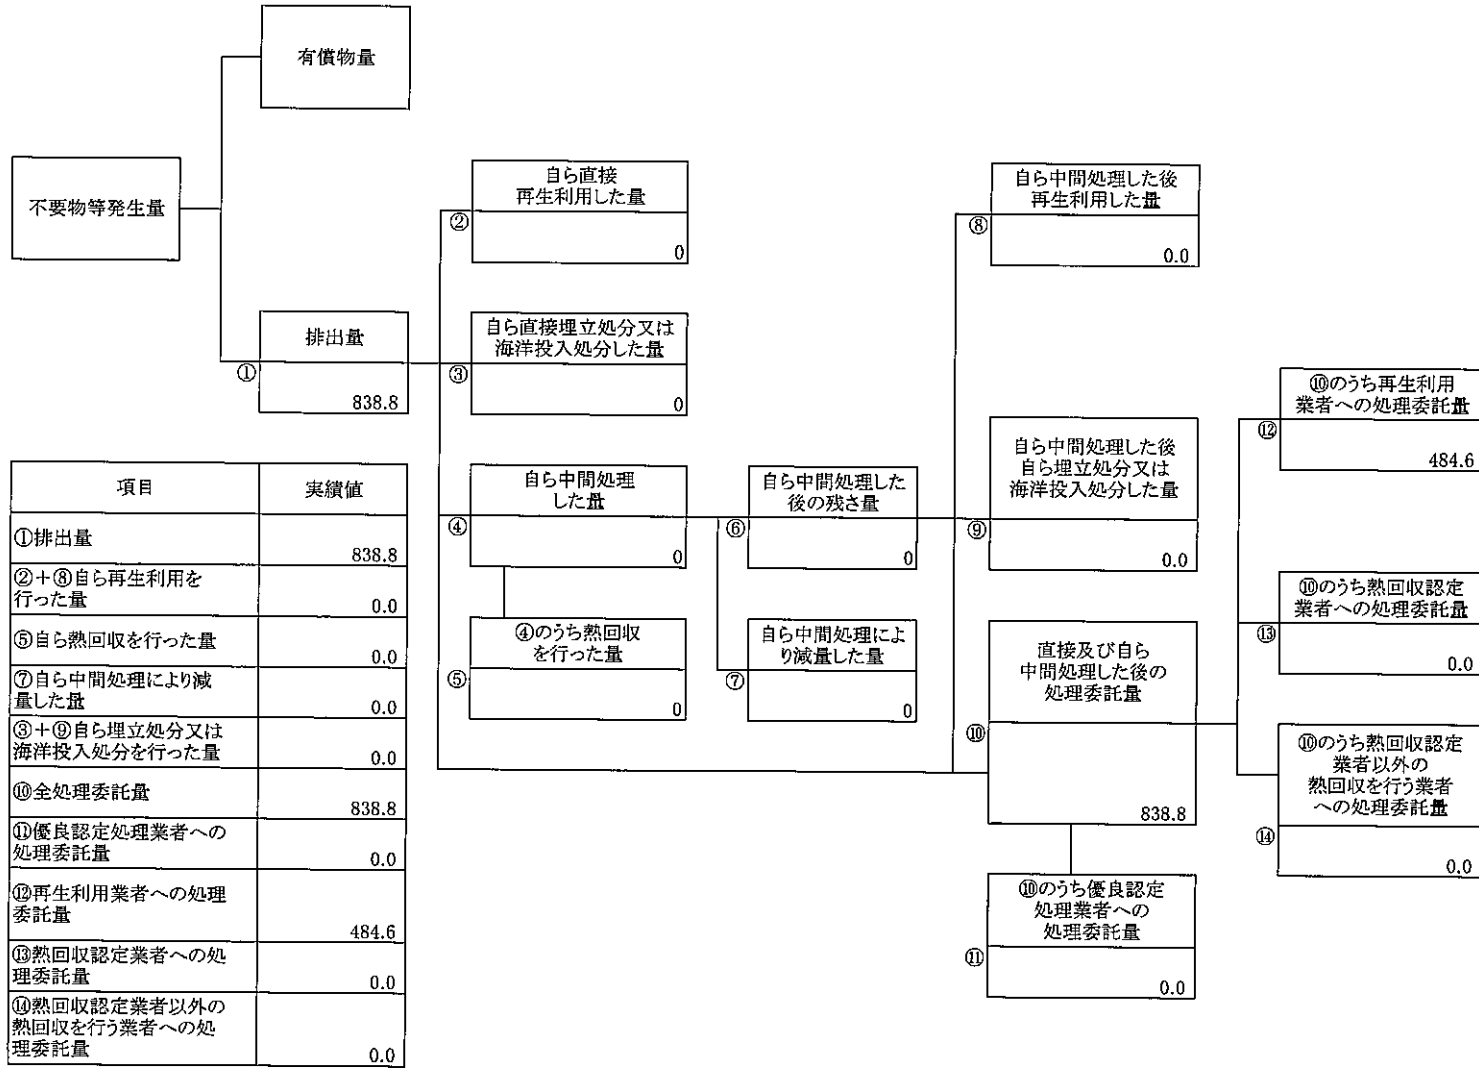 有償物量
不要物等発生量
排出量
①
838.8
自ら直接
再生利用した量
②
0
自ら直接埋立処分又は
海洋投入処分した量
③
0
自ら中間処理
した量
④
0
④のうち熱回収
を行った量
⑤
0
自ら中間処理した
後の残さ量
⑥
0
自ら中間処理によ
り減量した量
⑦
0
自ら中間処理した後
再生利用した量
⑧
0.0
自ら中間処理した後
自ら埋立処分又は
海洋投入処分した量
⑨
0.0
直接及び自ら
中間処理した後の
処理委託量
⑩
838.8
⑩のうち優良認定
処理業者への
処理委託量
⑪
0.0
⑩のうち再生利用
業者への処理委託量
⑫
484.6
⑩のうち熱回収認定
業者への処理委託量
⑬
0.0
⑩のうち熱回収認定
業者以外の
熱回収を行う業者
への処理委託量
⑭
0.0
項目 実績値
①排出量
838.8
②+⑧自ら再生利用を
行った量
0.0
⑤自ら熱回収を行った量
0.0
⑦自ら中間処理により減
量した量
0.0
③+⑨自ら埋立処分又は
海洋投入処分を行った量
0.0
⑩全処理委託量
838.8
⑪優良認定処理業者への
処理委託量
0.0
⑫再生利用業者への処理
委託量
484.6
⑬熱回収認定業者への処
理委託量
0.0
⑭熱回収認定業者以外の
熱回収を行う業者への処
理委託量
0.0